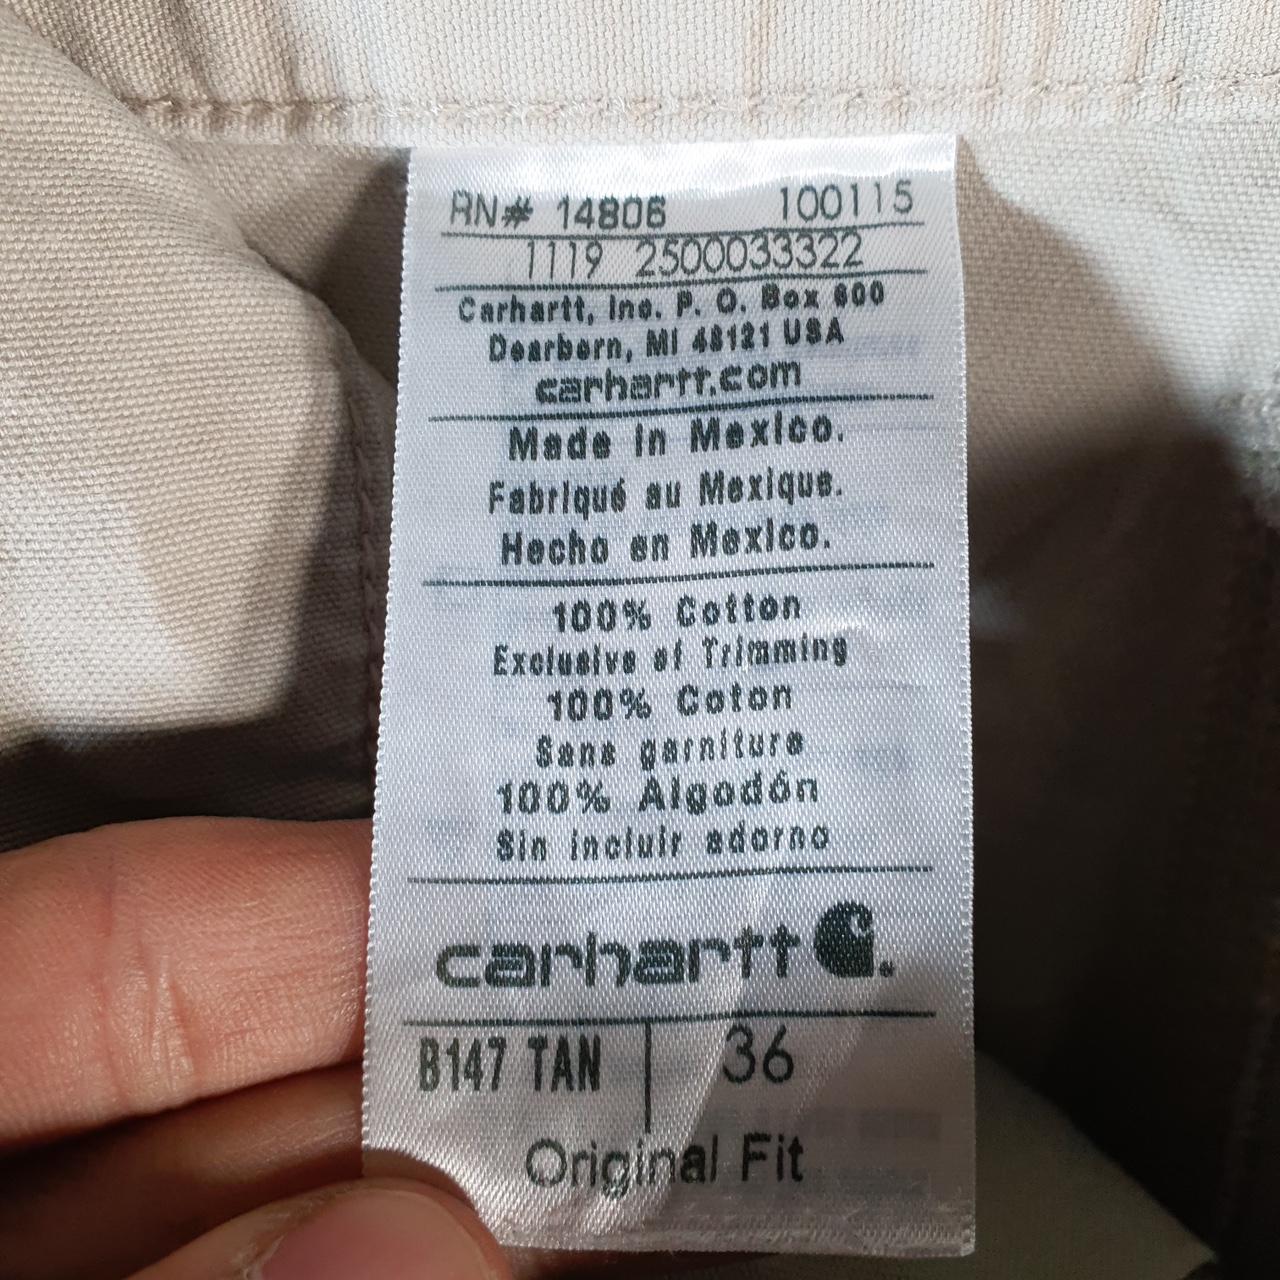 RN# 14806 100115
1119 2500033322
Carhartt, Inc. P. O. Box 600
Dearborn, MI 48121 USA
carhartt.com
Made in Mexico.
Fabriqué au Mexique.
Hecho en Mexico.
100% Cotton
Exclusive of Trimming
100% Coton
Sans garniture
100% Algodón
Sin incluir adorno
carhartt
B147 TAN 36
Original Fit